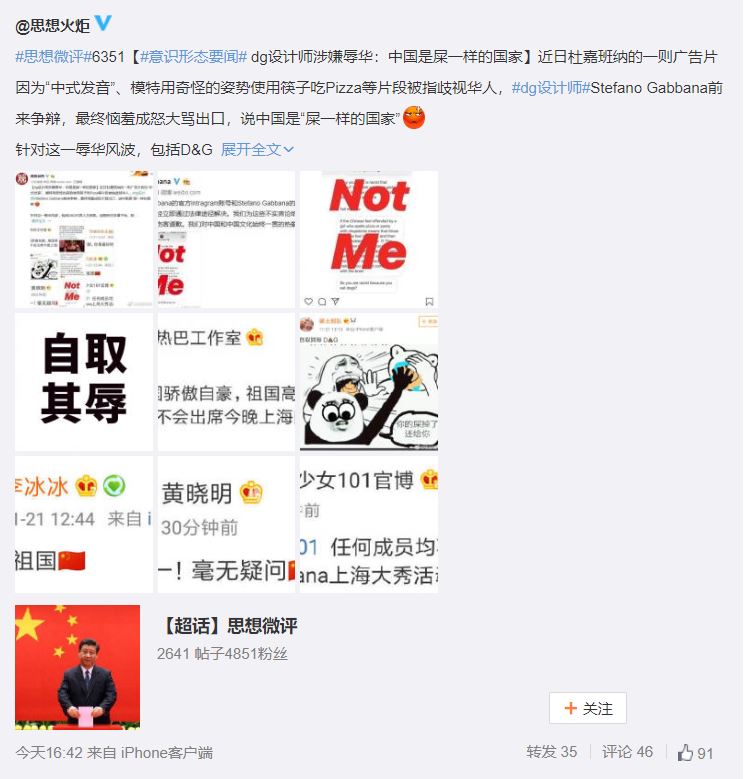 @思想火炬
#思想微评#6351【#意识形态要闻# dg设计师涉嫌辱华：中国是屎一样的国家】近日杜嘉班纳的一则广告片
因为“中式发音”、模特用奇怪的姿势使用筷子吃Pizza等片段被指歧视华人，#dg设计师#Stefano Gabbana前
来争辩，最终恼羞成怒大骂出口，说中国是“屎一样的国家”
针对这一辱华风波，包括D&G 展开全文
Not
Me
自取
其辱
热巴工作室
骄傲自豪，祖国高
不会出席今晚上海
你的屎掉了
还给你
李冰冰
1-21 12:44 来自 i
祖国
黄晓明
30分钟前
一！毫无疑问
少女101官博
前
01 任何成员均
ana上海大秀活
【超话】思想微评
2641 帖子4851粉丝
+ 关注
今天16:42 来自 iPhone客户端
转发 35 评论 46 91